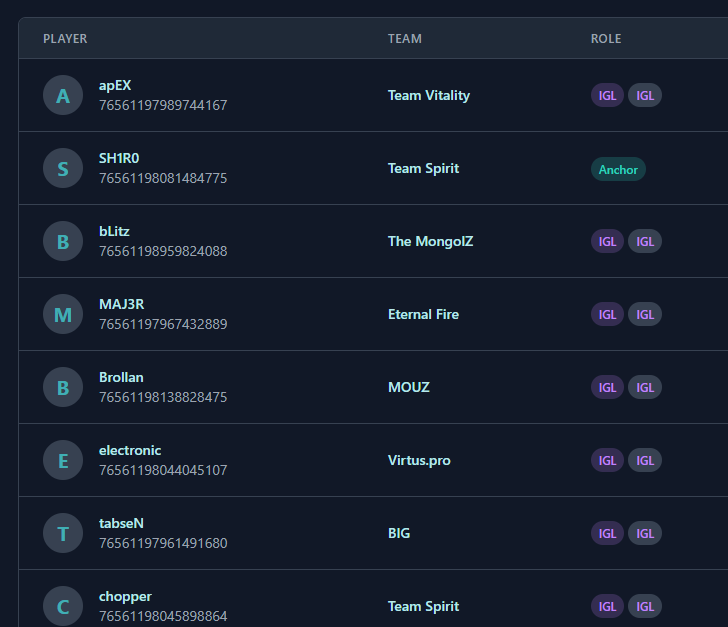 PLAYER TEAM ROLE
A apEX Team Vitality IGL IGL
76561197989744167
S SH1R0 Team Spirit Anchor
76561198081484775
B bLitz The MongolZ IGL IGL
76561198959824088
M MAJ3R Eternal Fire IGL IGL
76561197967432889
B Brollan MOUZ IGL IGL
76561198138828475
E electronic Virtus.pro IGL IGL
76561198044045107
T tabseN BIG IGL IGL
76561197961491680
C chopper Team Spirit IGL IGL
76561198045898864